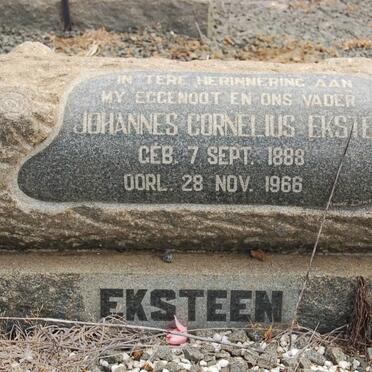 IN TERE HERINNERING AAN
MY EGGENOOT EN ONS VADER
JOHANNES CORNELIUS EKSTE
GEB. 7 SEPT. 1888
OORL. 28 NOV. 1966
EKSTEEN